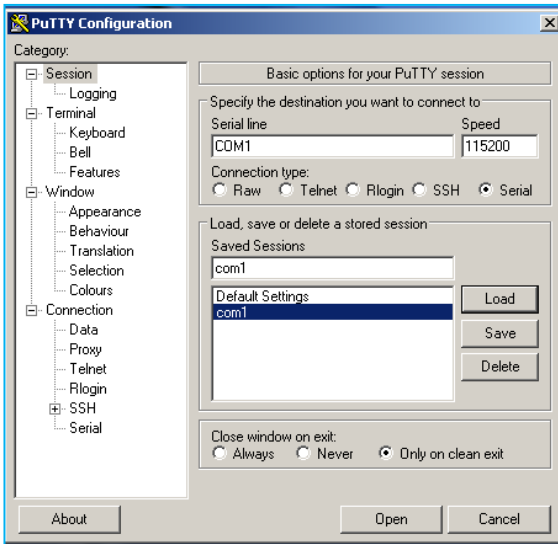 PuTTY Configuration
Category:
Session
Logging
Terminal
Keyboard
Bell
Features
Window
Appearance
Behaviour
Translation
Selection
Colours
Connection
Data
Proxy
Telnet
Rlogin
SSH
Serial
Basic options for your PuTTY session
Specify the destination you want to connect to
Serial line Speed
COM1 115200
Connection type:
Raw Telnet Rlogin SSH Serial
Load, save or delete a stored session
Saved Sessions
com1
Default Settings
com1
Load
Save
Delete
Close window on exit:
Always Never Only on clean exit
About Open Cancel